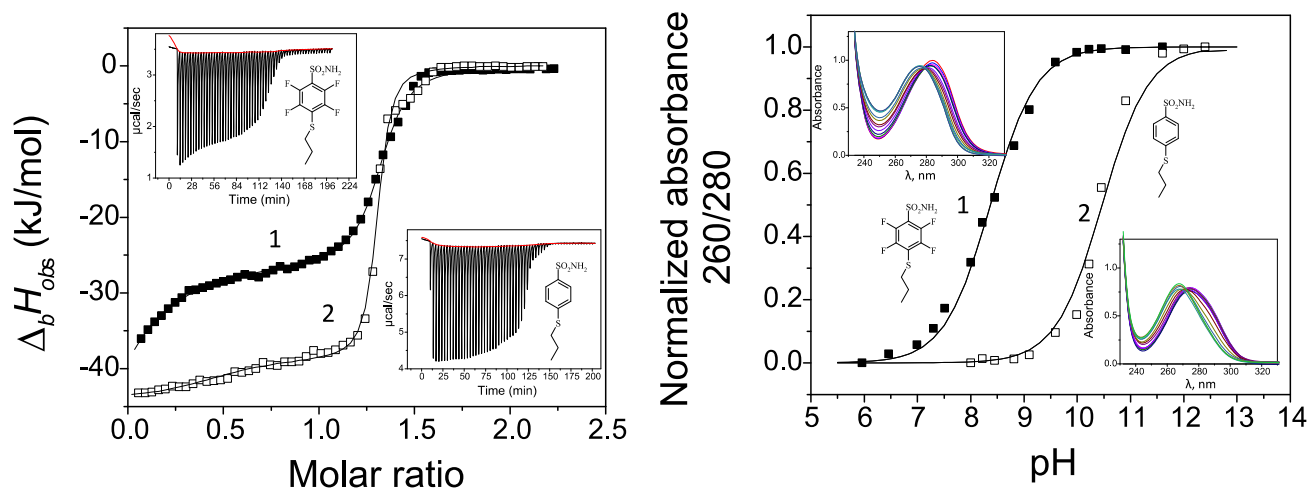 Δ_bH_obs (kJ/mol)
0
-10
-20
-30
-40
0.0
0.5
1.0
1.5
2.0
2.5
Molar ratio
1
2
µcal/sec
3
2
1
0 28 56 84 112 140 168 196 224
Time (min)
SO₂NH₂
F
F
F
F
S
µcal/sec
7
6
5
4
0 25 50 75 100 125 150 175 200
Time (min)
SO₂NH₂
S
Normalized absorbance
260/280
1.0
0.8
0.6
0.4
0.2
0.0
5 6 7 8 9 10 11 12 13 14
pH
1
2
Absorbance
1.0
0.5
0.0
240 260 280 300 320
λ, nm
SO₂NH₂
F
F
F
F
S
SO₂NH₂
S
Absorbance
1.0
0.5
0.0
240 260 280 300 320
λ, nm